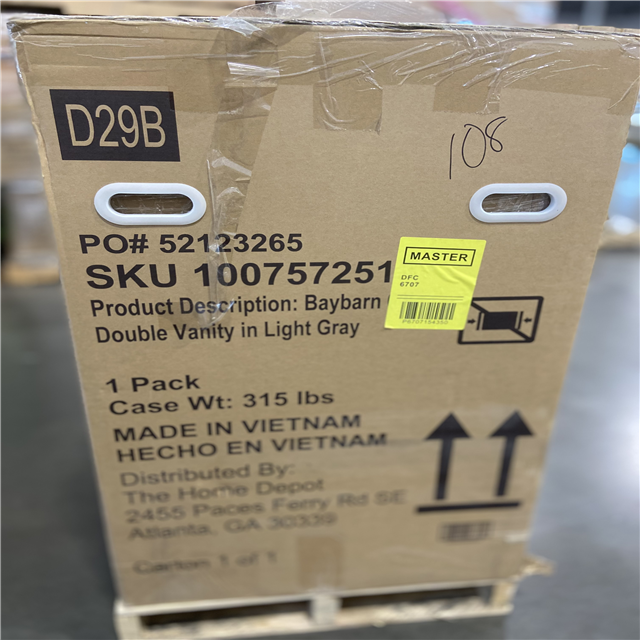 D29B
108
PO# 52123265
SKU 100757251
MASTER
DFC
6707
Product Description: Baybarn
Double Vanity in Light Gray
1 Pack
Case Wt: 315 lbs
MADE IN VIETNAM
HECHO EN VIETNAM
Distributed By:
The Home Depot
2455 Paces Ferry Rd SE
Atlanta, GA 30339
Carton 1 of 1